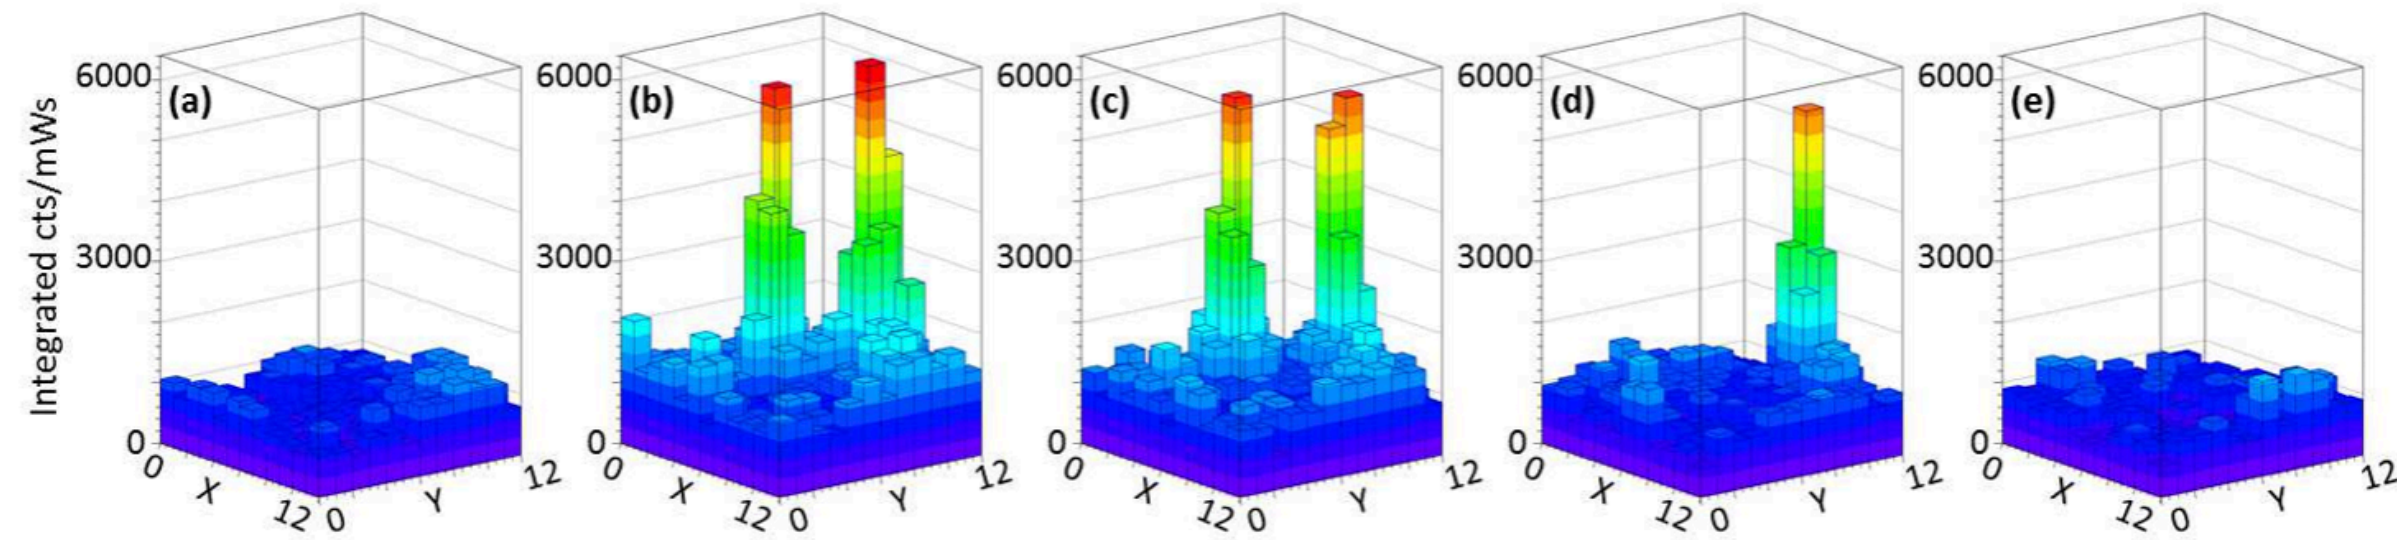 Integrated cts/mWs
(a) (b) (c) (d) (e)
6000 6000 6000 6000 6000
3000 3000 3000 3000 3000
0 0 0 0 0
0 X 12 0 Y 12 0 X 12 0 Y 12 0 X 12 0 Y 12 0 X 12 0 Y 12 0 X 12 0 Y 12